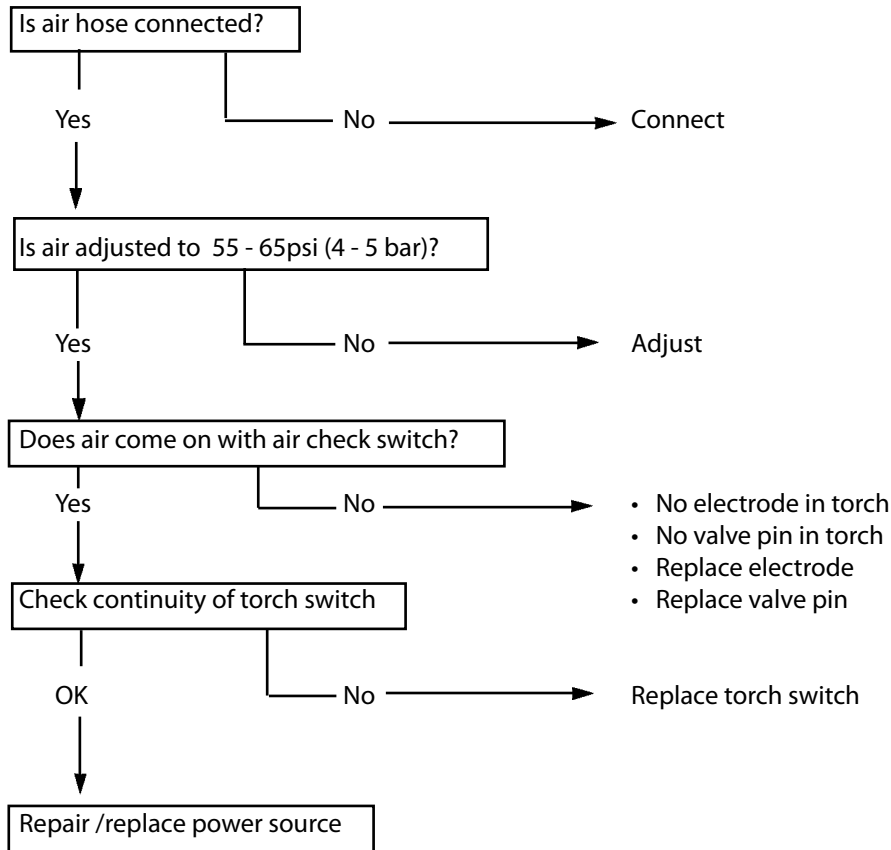 Is air hose connected?
Yes
No
Connect
Is air adjusted to  55 - 65psi (4 - 5 bar)?
Yes
No
Adjust
Does air come on with air check switch?
Yes
No
• No electrode in torch
• No valve pin in torch
• Replace electrode
• Replace valve pin
Check continuity of torch switch
OK
No
Replace torch switch
Repair /replace power source